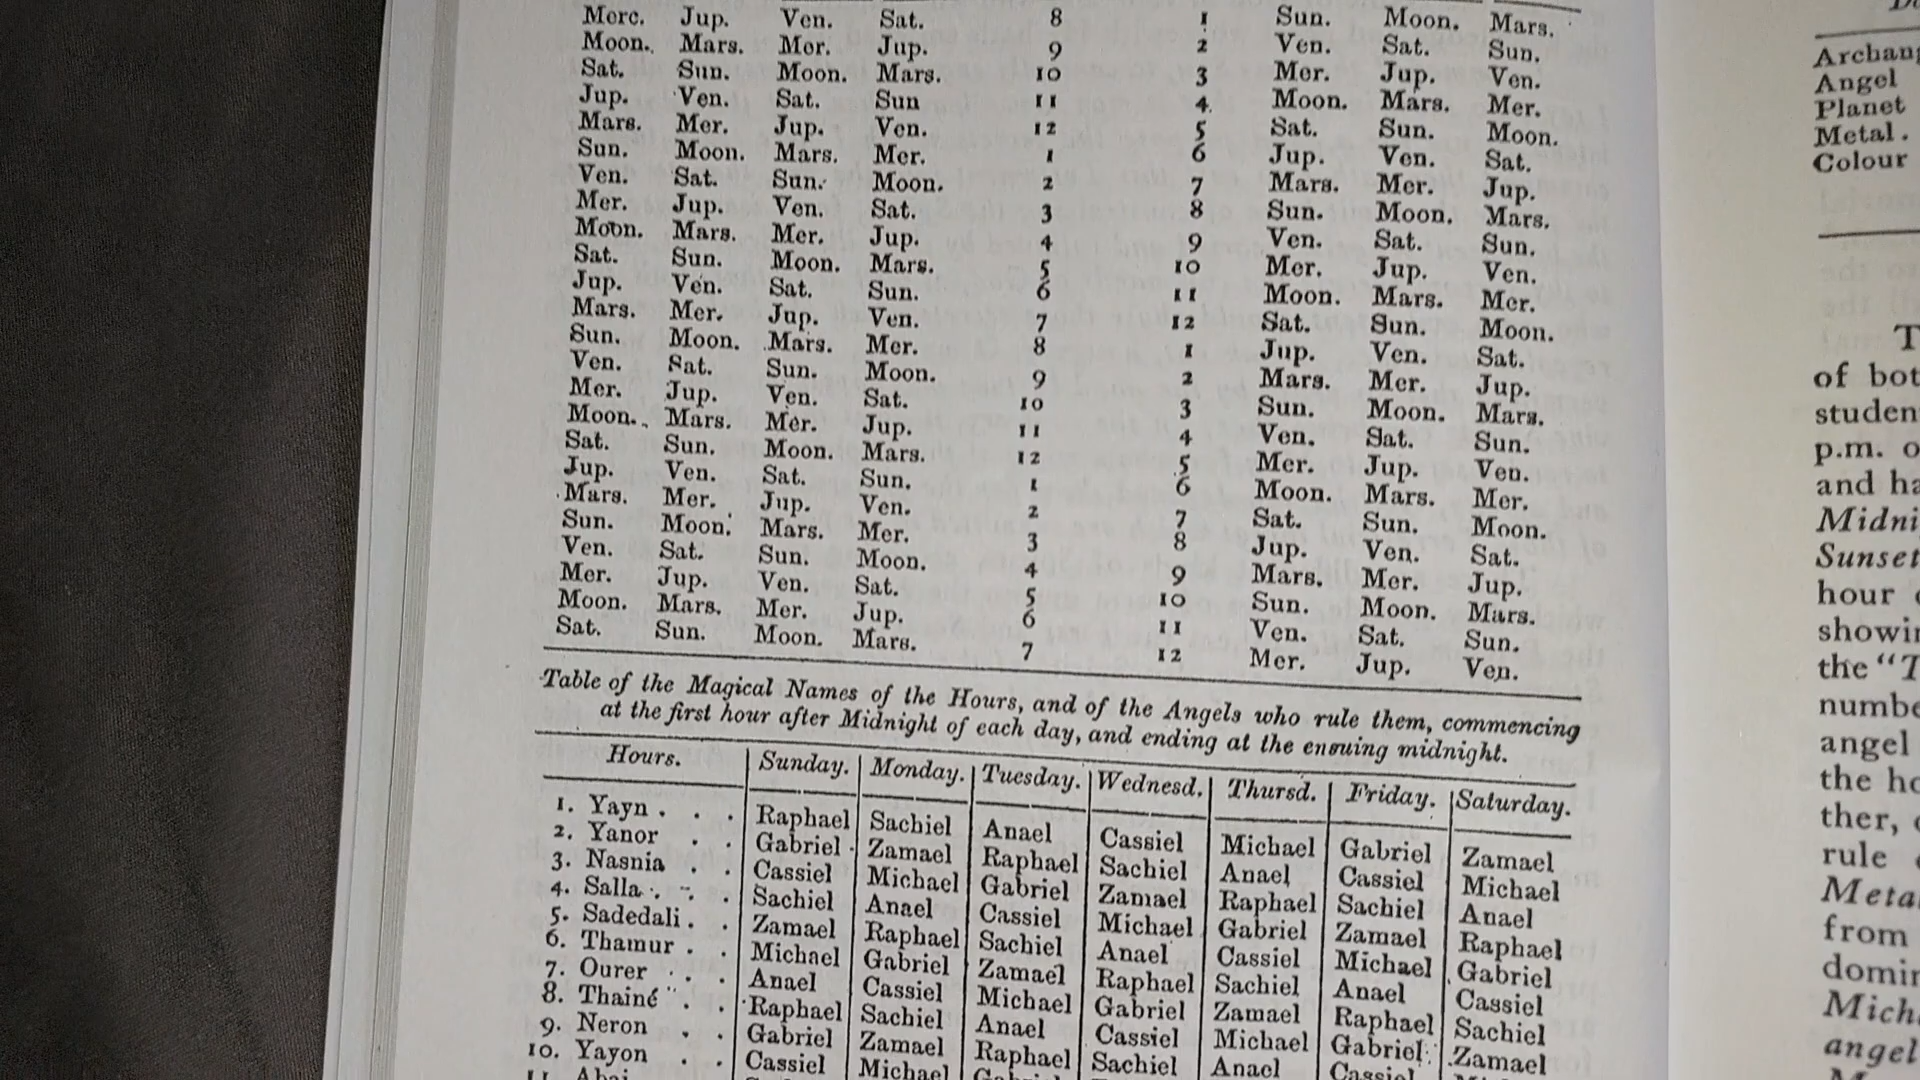 Merc. Jup. Ven. Sat. 8 1 Sun. Moon. Mars.
Moon. Mars. Mer. Jup. 9 2 Ven. Sat. Sun.
Sat. Sun. Moon. Mars. 10 3 Mer. Jup. Ven.
Jup. Ven. Sat. Sun 11 4 Moon. Mars. Mer.
Mars. Mer. Jup. Ven. 12 5 Sat. Sun. Moon.
Sun. Moon. Mars. Mer. 1 6 Jup. Ven. Sat.
Ven. Sat. Sun. Moon. 2 7 Mars. Mer. Jup.
Mer. Jup. Ven. Sat. 3 8 Sun. Moon. Mars.
Moon. Mars. Mer. Jup. 4 9 Ven. Sat. Sun.
Sat. Sun. Moon. Mars. 5 10 Mer. Jup. Ven.
Jup. Ven. Sat. Sun. 6 11 Moon. Mars. Mer.
Mars. Mer. Jup. Ven. 7 12 Sat. Sun. Moon.
Sun. Moon. Mars. Mer. 8 1 Jup. Ven. Sat.
Ven. Sat. Sun. Moon. 9 2 Mars. Mer. Jup.
Mer. Jup. Ven. Sat. 10 3 Sun. Moon. Mars.
Moon. Mars. Mer. Jup. 11 4 Ven. Sat. Sun.
Sat. Sun. Moon. Mars. 12 5 Mer. Jup. Ven.
Jup. Ven. Sat. Sun. 1 6 Moon. Mars. Mer.
Mars. Mer. Jup. Ven. 2 7 Sat. Sun. Moon.
Sun. Moon. Mars. Mer. 3 8 Jup. Ven. Sat.
Ven. Sat. Sun. Moon. 4 9 Mars. Mer. Jup.
Mer. Jup. Ven. Sat. 5 10 Sun. Moon. Mars.
Moon. Mars. Mer. Jup. 6 11 Ven. Sat. Sun.
Sat. Sun. Moon. Mars. 7 12 Mer. Jup. Ven.
Table of the Magical Names of the Hours, and of the Angels who rule them, commencing
at the first hour after Midnight of each day, and ending at the ensuing midnight.
Hours. Sunday. Monday. Tuesday. Wednesd. Thursd. Friday. Saturday.
1. Yayn . . . Raphael Sachiel Anael Cassiel Michael Gabriel Zamael
2. Yanor . . Gabriel Zamael Raphael Sachiel Anael Cassiel Michael
3. Nasnia . . Cassiel Michael Gabriel Zamael Raphael Sachiel Anael
4. Salla . . . Sachiel Anael Cassiel Michael Gabriel Zamael Raphael
5. Sadedali . . Zamael Raphael Sachiel Anael Cassiel Michael Gabriel
6. Thamur . . Michael Gabriel Zamael Raphael Sachiel Anael Cassiel
7. Ourer . . . Anael Cassiel Michael Gabriel Zamael Raphael Sachiel
8. Thainé . . Raphael Sachiel Anael Cassiel Michael Gabriel Zamael
9. Neron . . Gabriel Zamael Raphael Sachiel Anael Cassiel
10. Yayon . . Cassiel Michael
11.
Archang
Angel
Planet
Metal .
Colour
T
of bot
studen
p.m. o
and ha
Midni
Sunset
hour
showin
the "T
numbe
angel
the ho
ther,
rule
Meta
from
domin
Mich
angel